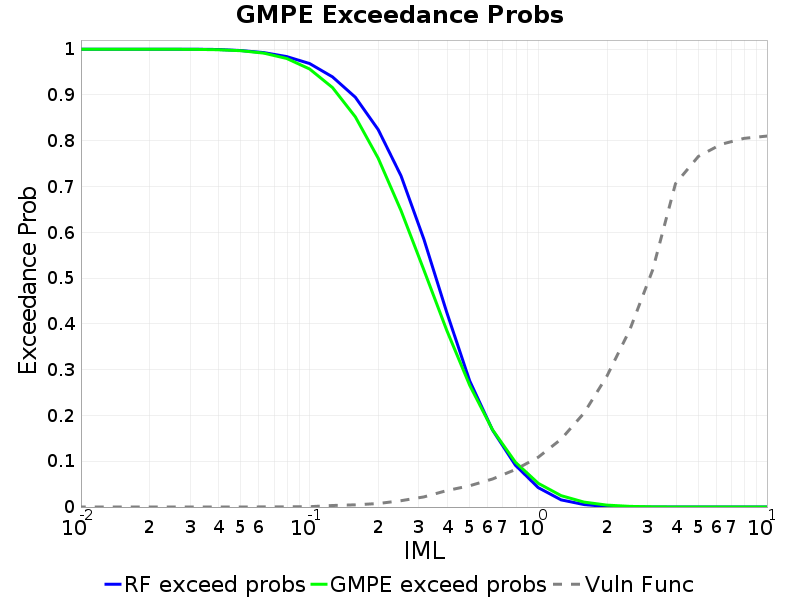 GMPE Exceedance Probs
Exceedance Prob
1
0.9
0.8
0.7
0.6
0.5
0.4
0.3
0.2
0.1
0
10^-2 2 3 4 5 6 10^-1 2 3 4 5 6 7 10^0 2 3 4 5 6 7 10^1
IML
RF exceed probs GMPE exceed probs Vuln Func